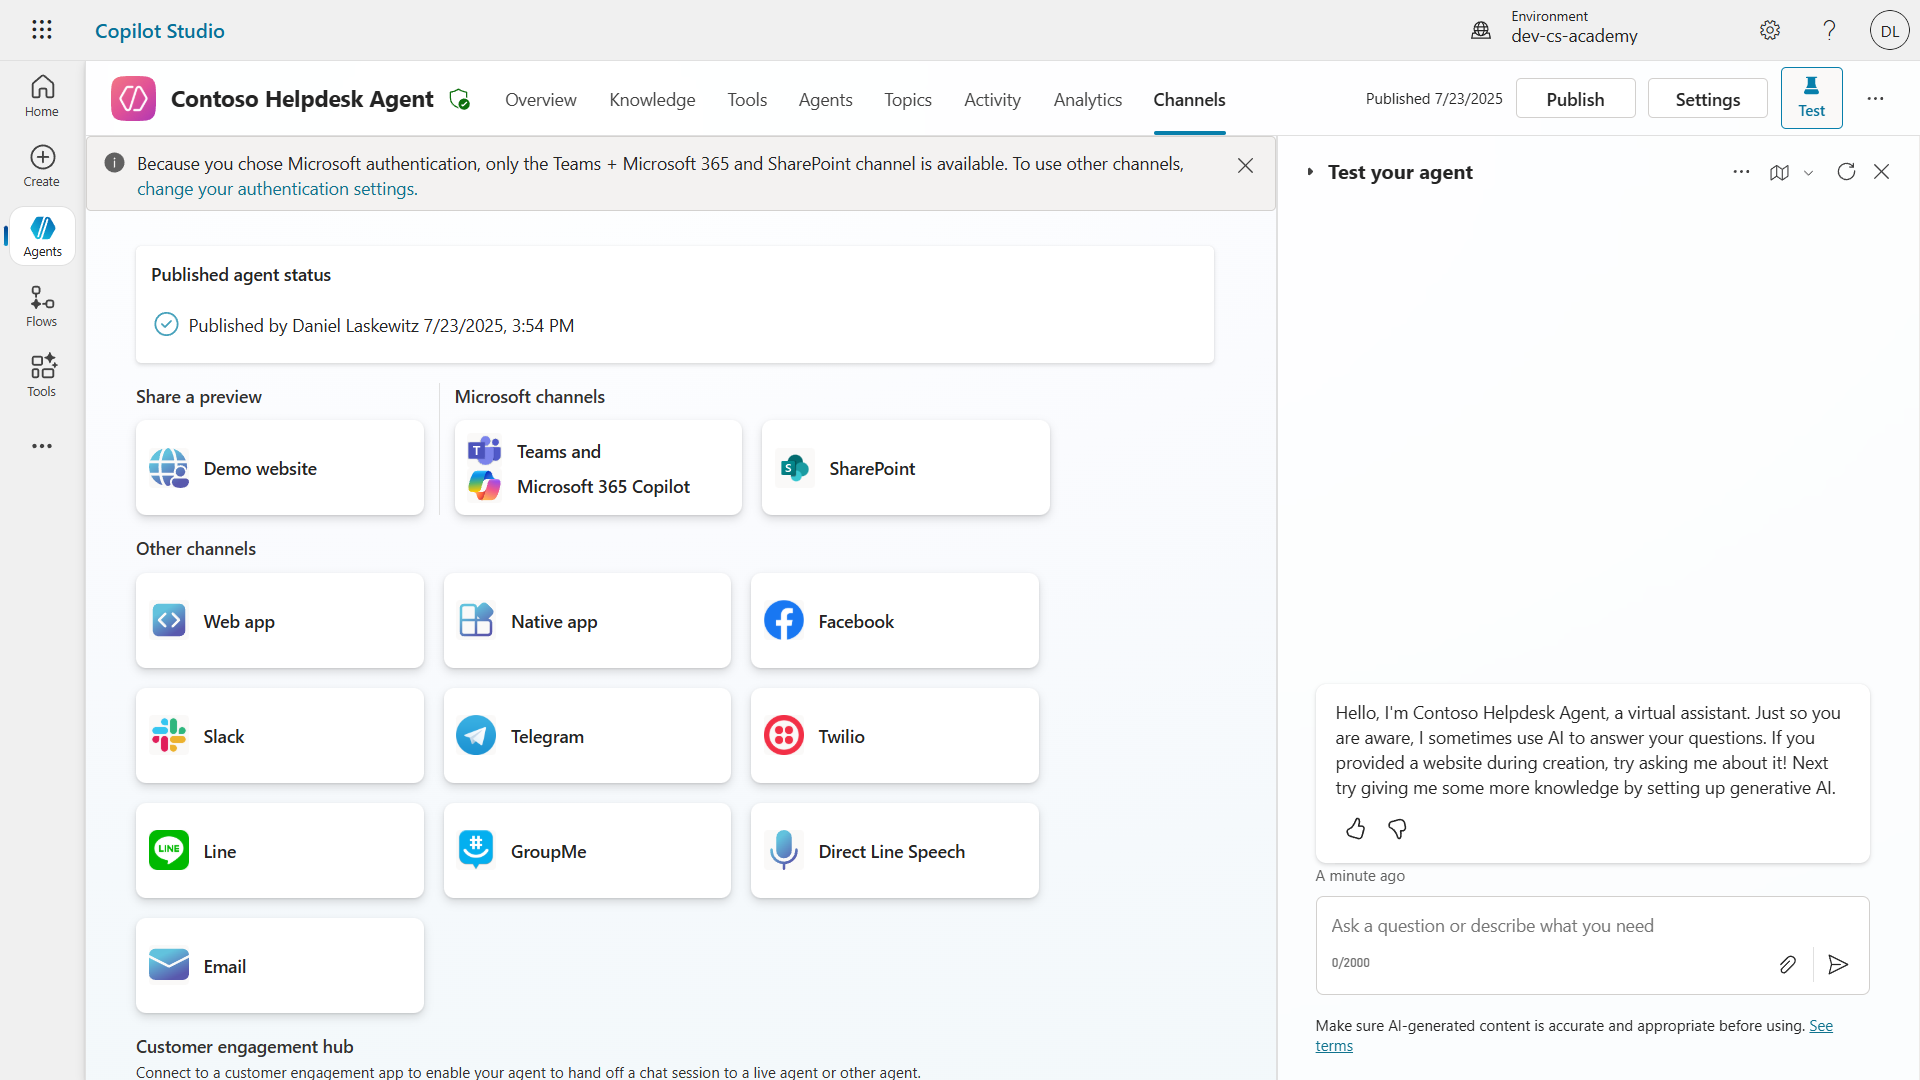 Copilot Studio
Environment
dev-cs-academy
DL
Home
Create
Agents
Flows
Tools
Contoso Helpdesk Agent
Overview
Knowledge
Tools
Agents
Topics
Activity
Analytics
Channels
Published 7/23/2025
Publish
Settings
Test
Because you chose Microsoft authentication, only the Teams + Microsoft 365 and SharePoint channel is available. To use other channels,
change your authentication settings.
Published agent status
Published by Daniel Laskewitz 7/23/2025, 3:54 PM
Share a preview
Microsoft channels
Demo website
T
Teams and
Microsoft 365 Copilot
S
SharePoint
Other channels
Web app
Native app
Facebook
Slack
Telegram
Twilio
LINE
Line
#
GroupMe
Direct Line Speech
Email
Customer engagement hub
Connect to a customer engagement app to enable your agent to hand off a chat session to a live agent or other agent.
Test your agent
Hello, I'm Contoso Helpdesk Agent, a virtual assistant. Just so you
are aware, I sometimes use AI to answer your questions. If you
provided a website during creation, try asking me about it! Next
try giving me some more knowledge by setting up generative AI.
A minute ago
Ask a question or describe what you need
0/2000
Make sure AI-generated content is accurate and appropriate before using. See
terms